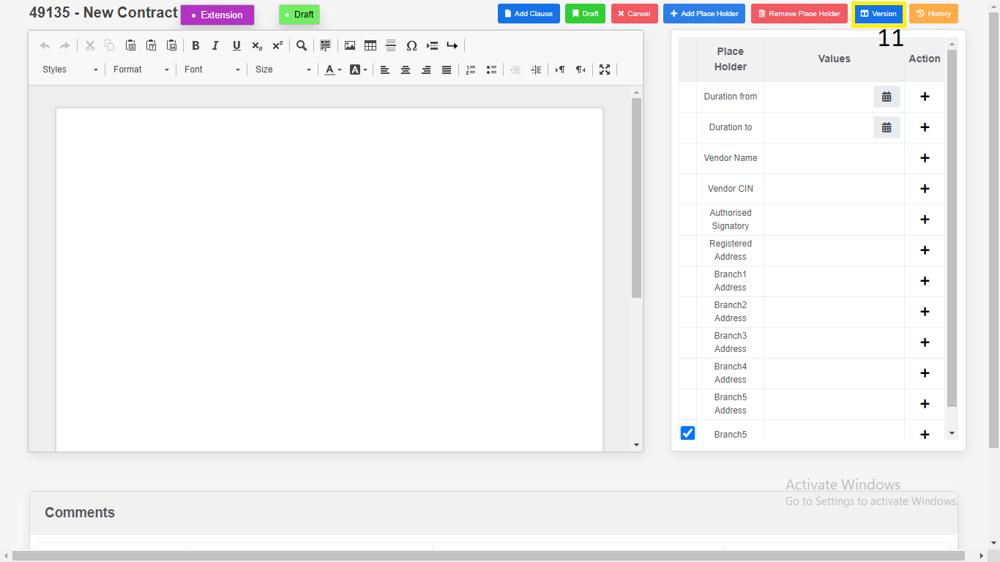 49135 - New Contract
Extension
Draft
Add Clause
Draft
Cancel
Add Place Holder
Remove Place Holder
Version
History
11
B I U X₂ X²
Styles Format Font Size A A
Place Holder
Values
Action
Duration from
Duration to
Vendor Name
Vendor CIN
Authorised
Signatory
Registered
Address
Branch1
Address
Branch2
Address
Branch3
Address
Branch4
Address
Branch5
Address
Branch5
Activate Windows
Go to Settings to activate Windows.
Comments